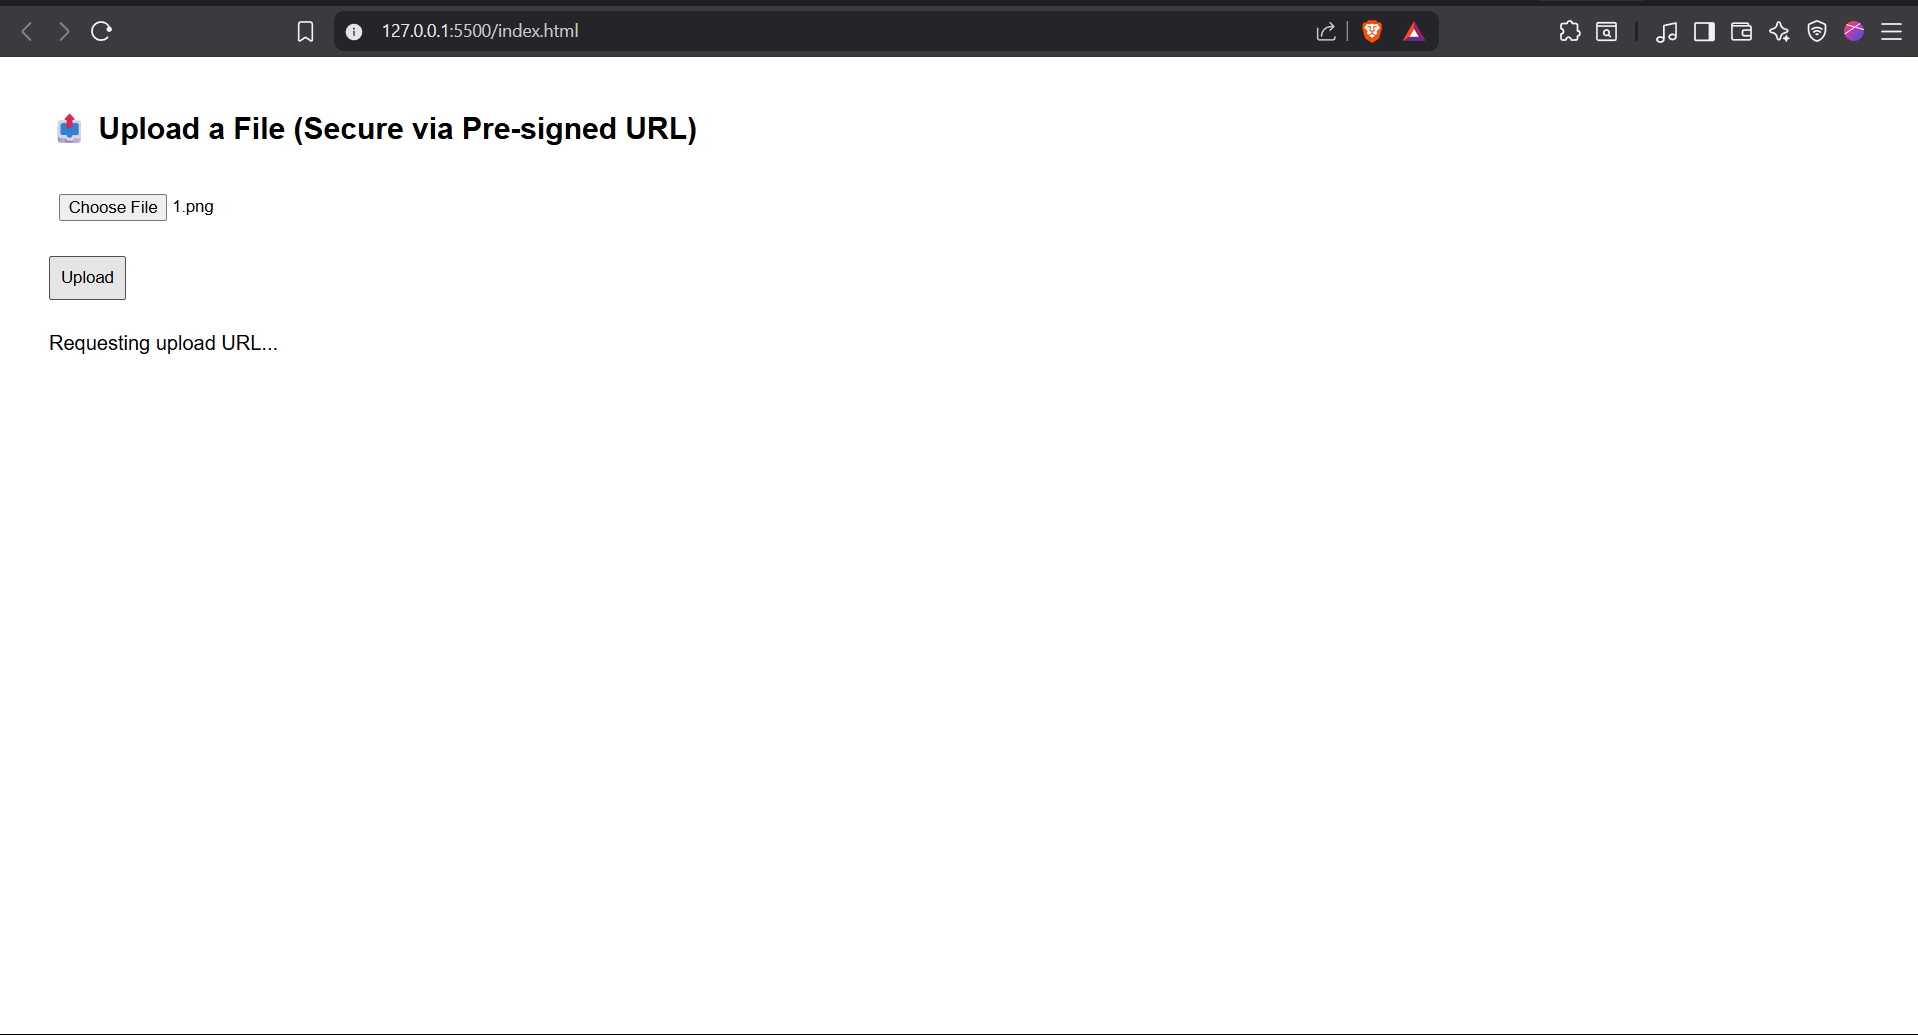 127.0.0.1:5500/index.html
📤 Upload a File (Secure via Pre-signed URL)
Choose File 1.png
Upload
Requesting upload URL...